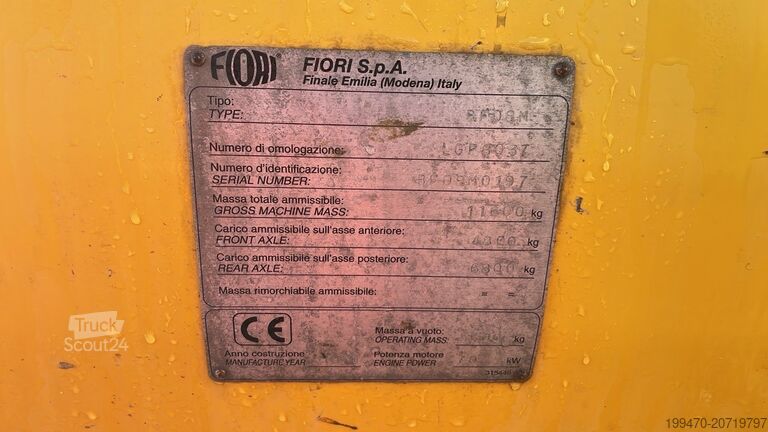 FIORI
FIORI S.p.A.
Finale Emilia (Modena) Italy
Tipo:
TYPE:
Numero di omologazione:
Numero d'identificazione:
SERIAL NUMBER:
Massa totale ammissibile:
GROSS MACHINE MASS: 11600 kg
Carico ammissibile sull'asse anteriore:
FRONT AXLE: kg
Carico ammissibile sull'asse posteriore:
REAR AXLE: kg
Massa rimorchiabile ammissibile: = =
CE
Massa a vuoto:
OPERATING MASS: kg
Anno costruzione
MANUFACTURE YEAR
Potenza motore
ENGINE POWER kW
Truck
Scout24
199470-20719797